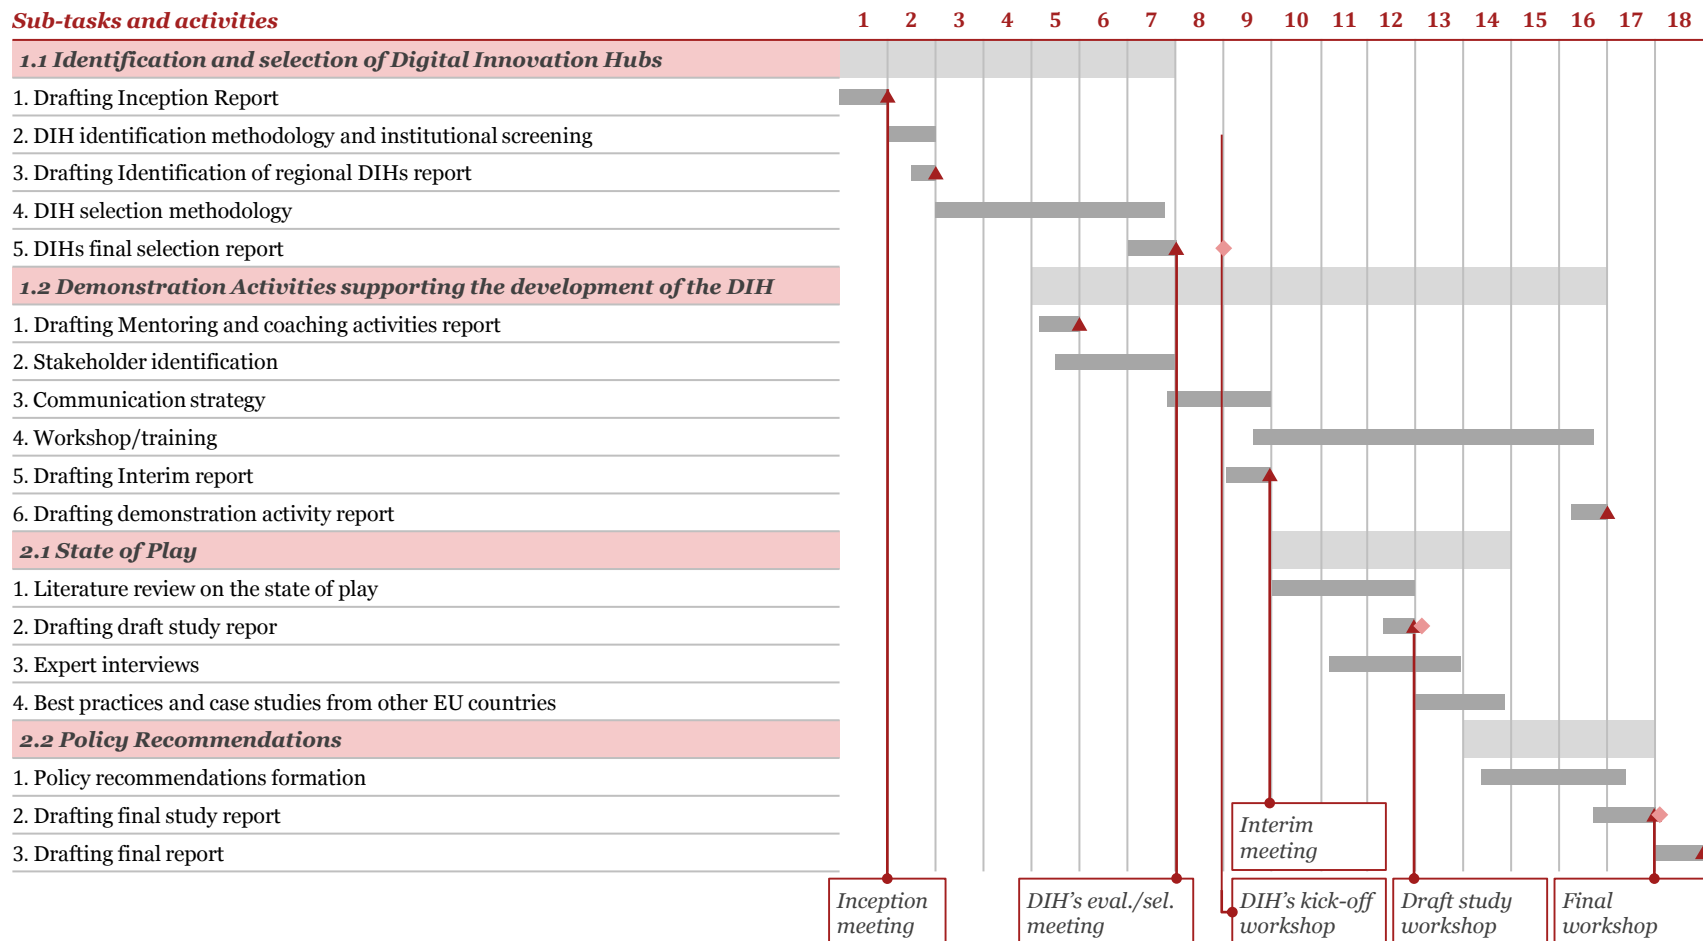 Sub-tasks and activities 1 2 3 4 5 6 7 8 9 10 11 12 13 14 15 16 17 18
1.1 Identification and selection of Digital Innovation Hubs
1. Drafting Inception Report
2. DIH identification methodology and institutional screening
3. Drafting Identification of regional DIHs report
4. DIH selection methodology
5. DIHs final selection report
1.2 Demonstration Activities supporting the development of the DIH
1. Drafting Mentoring and coaching activities report
2. Stakeholder identification
3. Communication strategy
4. Workshop/training
5. Drafting Interim report
6. Drafting demonstration activity report
2.1 State of Play
1. Literature review on the state of play
2. Drafting draft study repor
3. Expert interviews
4. Best practices and case studies from other EU countries
2.2 Policy Recommendations
1. Policy recommendations formation
2. Drafting final study report
3. Drafting final report
Interim
meeting
Inception
meeting
DIH's eval./sel.
meeting
DIH's kick-off
workshop
Draft study
workshop
Final
workshop